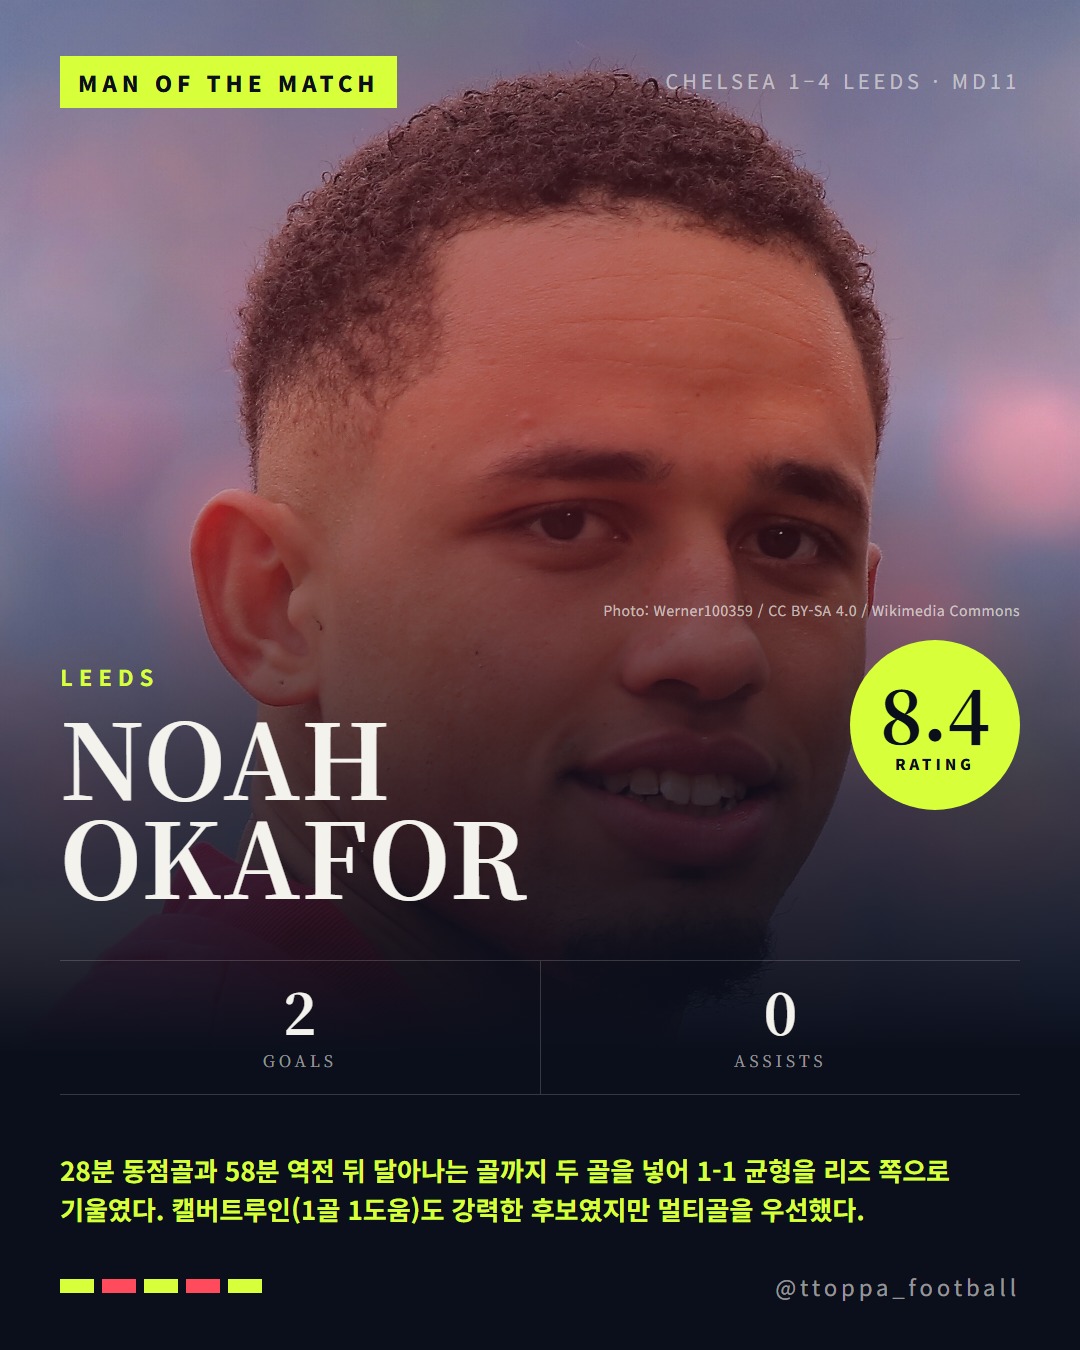 MAN OF THE MATCH
CHELSEA 1–4 LEEDS · MD11
Photo: Werner100359 / CC BY-SA 4.0 / Wikimedia Commons
LEEDS
NOAH
OKAFOR
8.4
RATING
2
GOALS
0
ASSISTS
28분 동점골과 58분 역전 뒤 달아나는 골까지 두 골을 넣어 1-1 균형을 리즈 쪽으로
기울였다. 캘버트루인(1골 1도움)도 강력한 후보였지만 멀티골을 우선했다.
@ttoppa_football